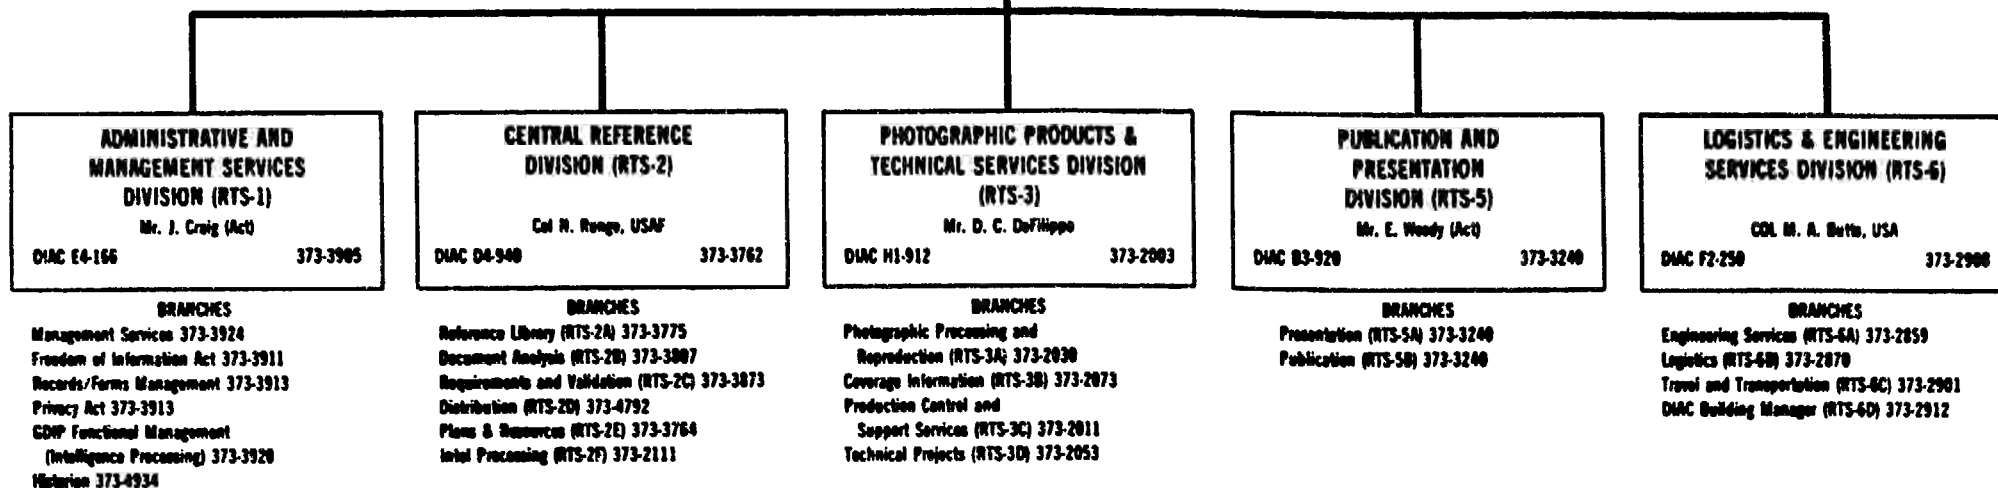 ADMINISTRATIVE AND
MANAGEMENT SERVICES
DIVISION (RTS-1)
Mr. J. Craig (Act)
DIAC E4-166 373-3905
BRANCHES
Management Services 373-3924
Freedom of Information Act 373-3911
Records/Forms Management 373-3913
Privacy Act 373-3913
GDIP Functional Management
(Intelligence Processing) 373-3920
Historian 373-4934
CENTRAL REFERENCE
DIVISION (RTS-2)
Col N. Runge, USAF
DIAC D4-940 373-3762
BRANCHES
Reference Library (RTS-2A) 373-3775
Document Analysis (RTS-2B) 373-3807
Requirements and Validation (RTS-2C) 373-3873
Distribution (RTS-2D) 373-4792
Plans & Resources (RTS-2E) 373-3764
Intel Processing (RTS-2F) 373-2111
PHOTOGRAPHIC PRODUCTS &
TECHNICAL SERVICES DIVISION
(RTS-3)
Mr. D. C. DeFilippo
DIAC H1-912 373-2003
BRANCHES
Photographic Processing and
Reproduction (RTS-3A) 373-2030
Coverage Information (RTS-3B) 373-2073
Production Control and
Support Services (RTS-3C) 373-2011
Technical Projects (RTS-3D) 373-2053
PUBLICATION AND
PRESENTATION
DIVISION (RTS-5)
Mr. E. Woody (Act)
DIAC B3-920 373-3240
BRANCHES
Presentation (RTS-5A) 373-3240
Publication (RTS-5B) 373-3240
LOGISTICS & ENGINEERING
SERVICES DIVISION (RTS-6)
COL M. A. Butts, USA
DIAC F2-250 373-2900
BRANCHES
Engineering Services (RTS-6A) 373-2859
Logistics (RTS-6B) 373-2870
Travel and Transportation (RTS-6C) 373-2901
DIAC Building Manager (RTS-6D) 373-2912